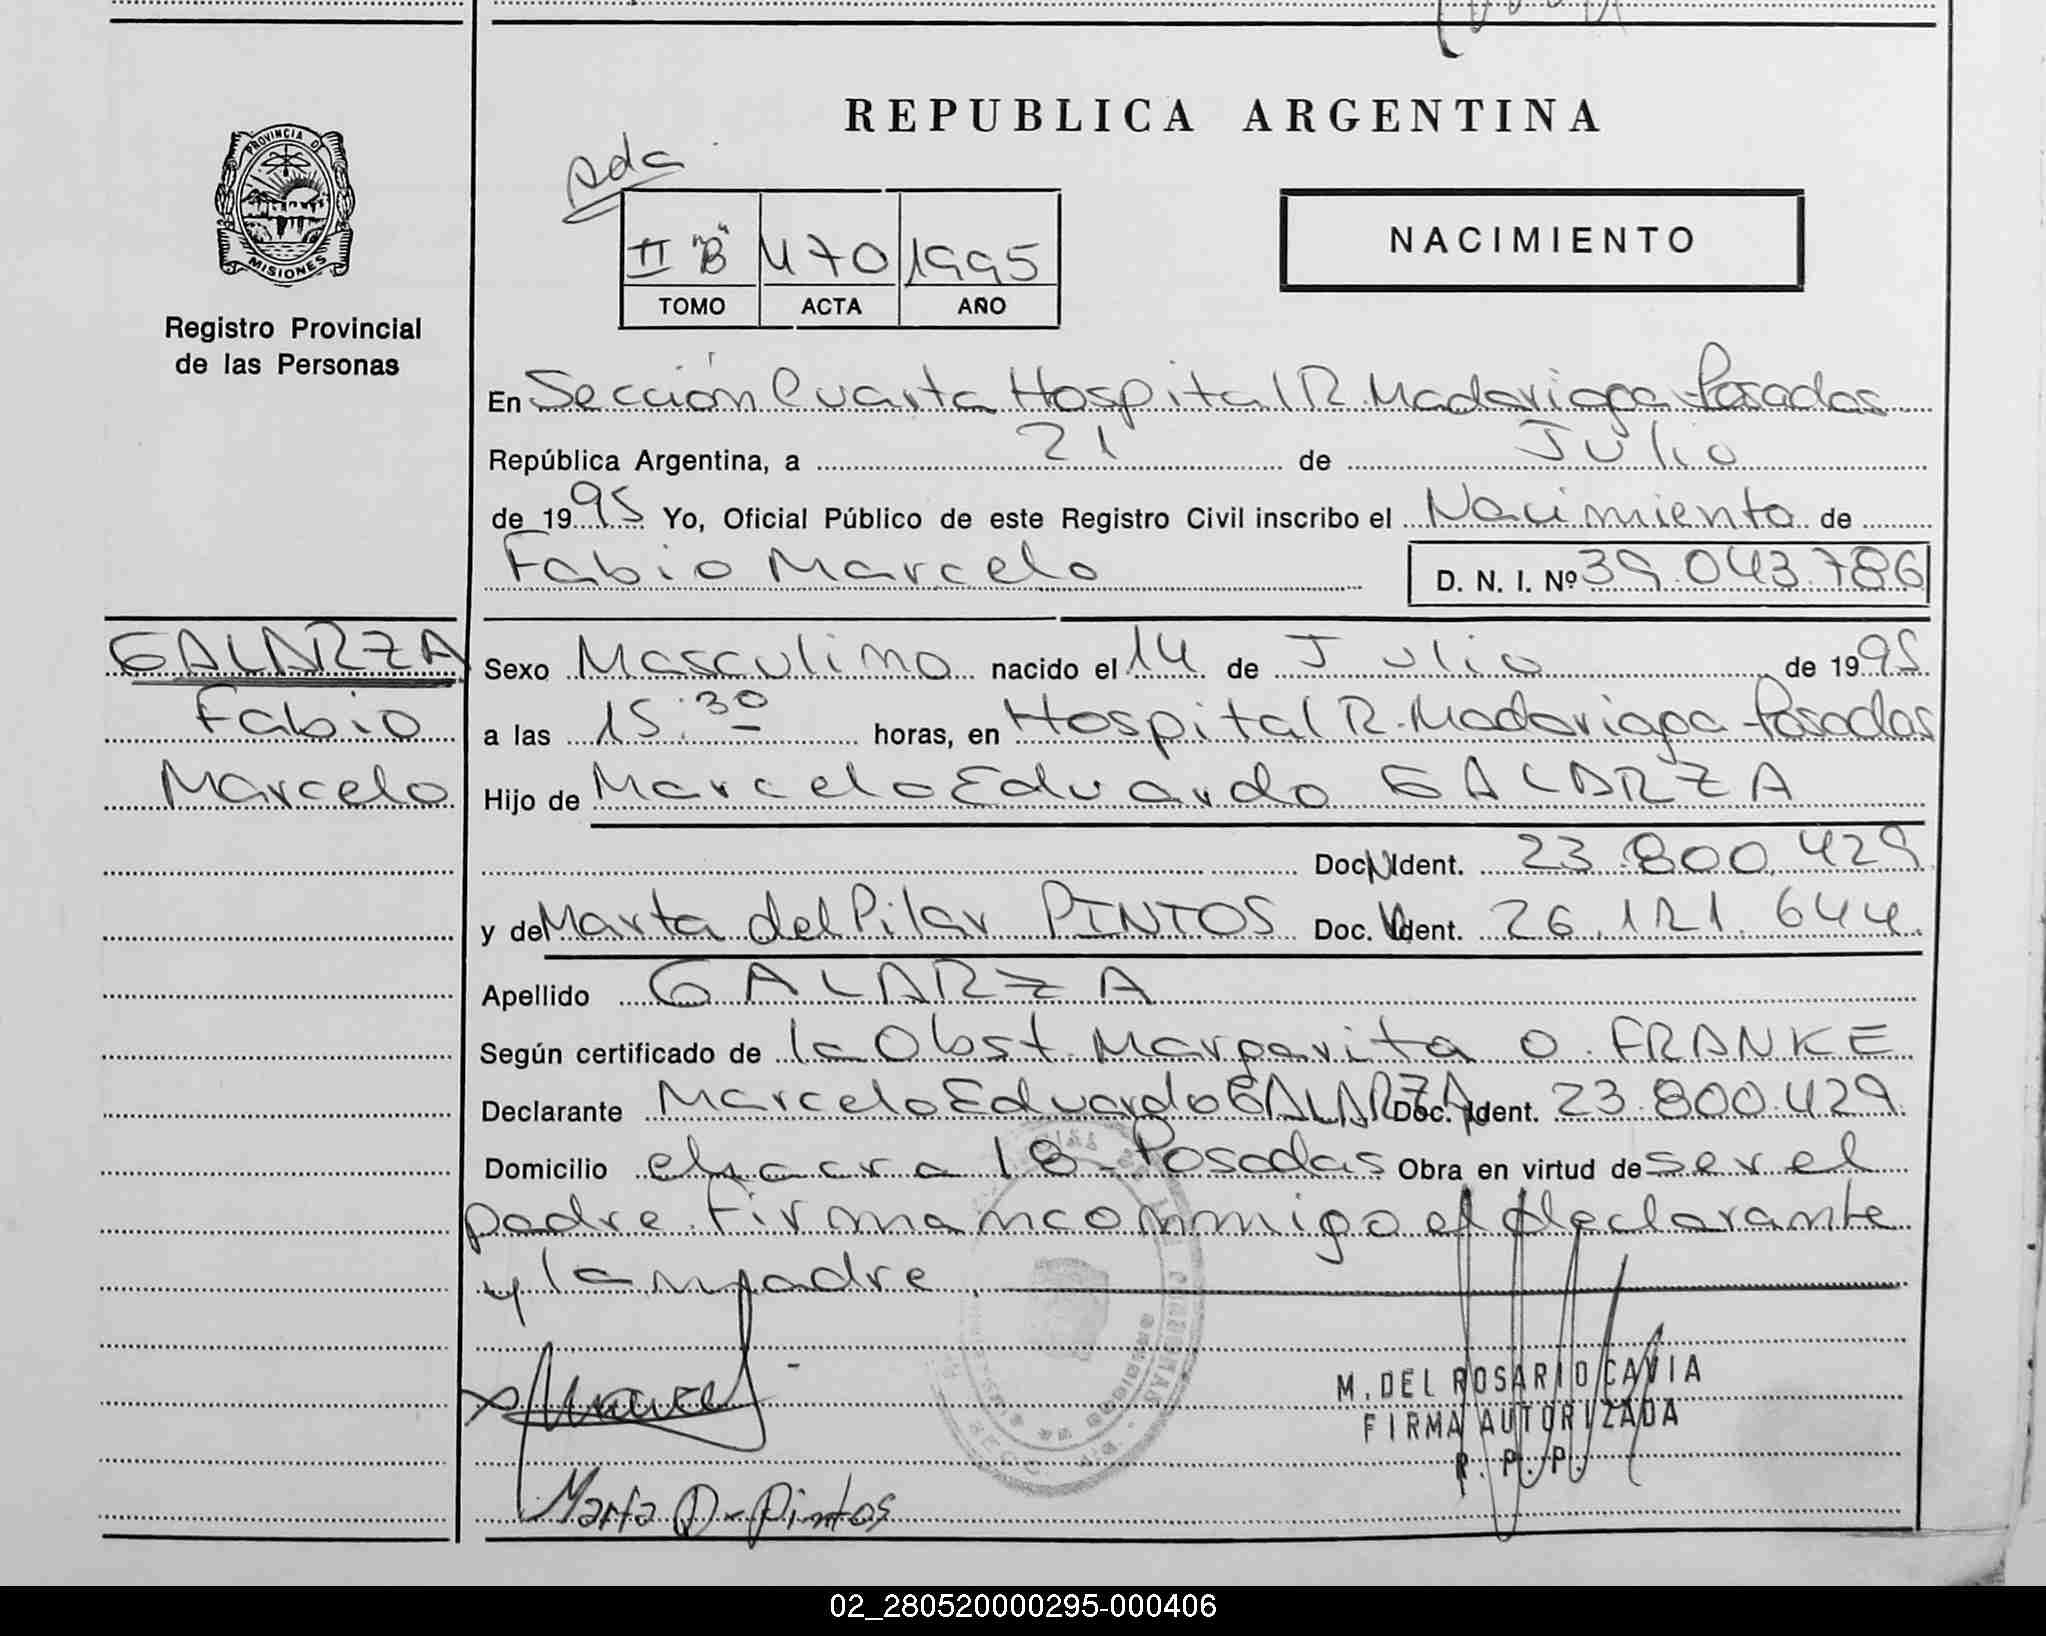 REPUBLICA ARGENTINA
PROVINCIA DE
MISIONES
Registro Provincial
de las Personas
II "B" 470 1995
TOMO ACTA AÑO
NACIMIENTO
En Sección Cuarta Hospital R. Madariaga - Posadas
República Argentina, a 21 de Julio
de 1995 Yo, Oficial Público de este Registro Civil inscribo el Nacimiento de
Fabio Marcelo D. N. I. Nº 39.043.786
GALARZA
Fabio
Marcelo
Sexo Masculino nacido el 14 de Julio de 1995
a las 15:30 horas, en Hospital R. Madariaga - Posadas
Hijo de Marcelo Eduardo GALARZA
Doc. N Ident. 23.800.429
y de Marta del Pilar PINTOS Doc. Ident. 26.121.644
Apellido GALARZA
Según certificado de la Obst. Margarita O. FRANKE
Declarante Marcelo Eduardo GALARZA Doc. Ident. 23.800.429
Domicilio chacra 18 - Posadas Obra en virtud de ser el
padre. Firman conmigo el declarante
y la madre
M. DEL ROSARIO CAVIA
FIRMA AUTORIZADA
R. P. P.
Marta D. Pintos
02_280520000295-000406